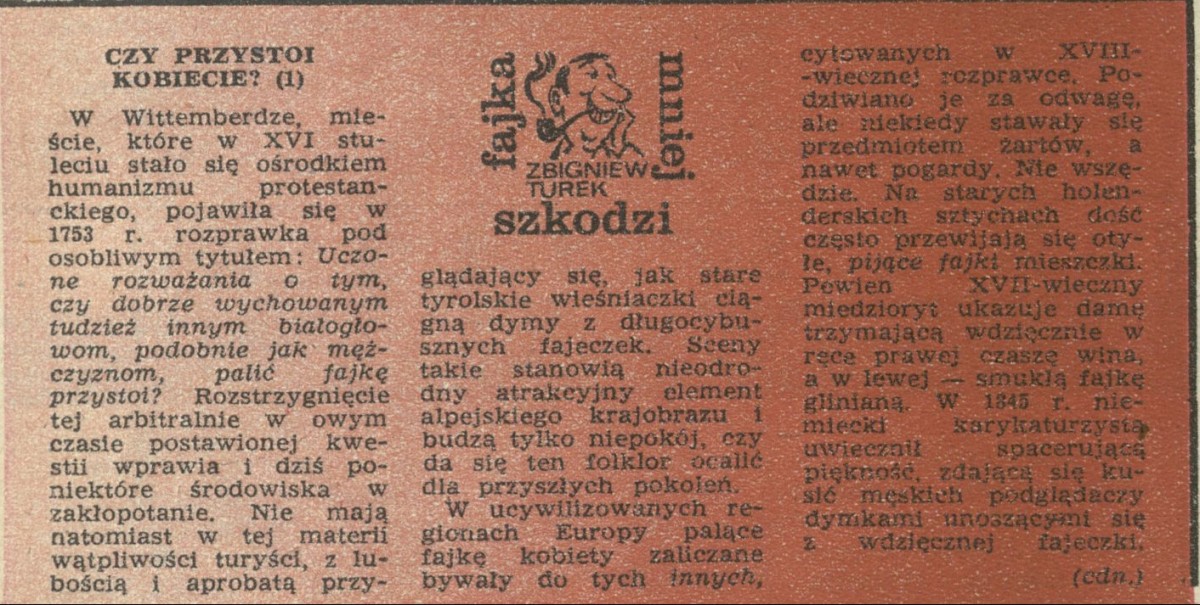 CZY PRZYSTOI
KOBIECIE? (1)
W Wittemberdze, mie-
ście, które w XVI stu-
leciu stało się ośrodkiem
humanizmu protestan-
ckiego, pojawiła się w
1753 r. rozprawka pod
osobliwym tytułem: Uczo-
ne rozważania o tym,
czy dobrze wychowanym
tudzież innym białogło-
wom, podobnie jak męż-
czyznom, palić fajkę
przystoi? Rozstrzygnięcie
tej arbitralnie w owym
czasie postawionej kwe-
stii wprawia i dziś po-
niektóre środowiska w
zakłopotanie. Nie mają
natomiast w tej materii
wątpliwości turyści, z lu-
bością i aprobatą przy-
fajka
mniej
ZBIGNIEW
TUREK
szkodzi
glądający się, jak stare
tyrolskie wieśniaczki cią-
gną dymy z długocybu-
sznych fajeczek. Sceny
takie stanowią nieodro-
dny atrakcyjny element
alpejskiego krajobrazu i
budzą tylko niepokój, czy
da się ten folklor ocalić
dla przyszłych pokoleń.
W ucywilizowanych re-
gionach Europy palące
fajkę kobiety zaliczane
bywały do tych innych,
cytowanych w XVIII-
-wiecznej rozprawce. Po-
dziwiano je za odwagę,
ale niekiedy stawały się
przedmiotem żartów, a
nawet pogardy. Nie wszę-
dzie. Na starych holen-
derskich sztychach dość
często przewijają się oty-
łe, pijące fajki mieszczki.
Pewien XVII-wieczny
miedzioryt ukazuje damę
trzymającą wdzięcznie w
ręce prawej czaszę wina,
a w lewej — smukłą fajkę
glinianą. W 1845 r. nie-
miecki karykaturzysta
uwiecznił spacerującą
piękność, zdającą się ku-
sić męskich podglądaczy
dymkami unoszącymi się
z wdzięcznej fajeczki.
(cdn.)